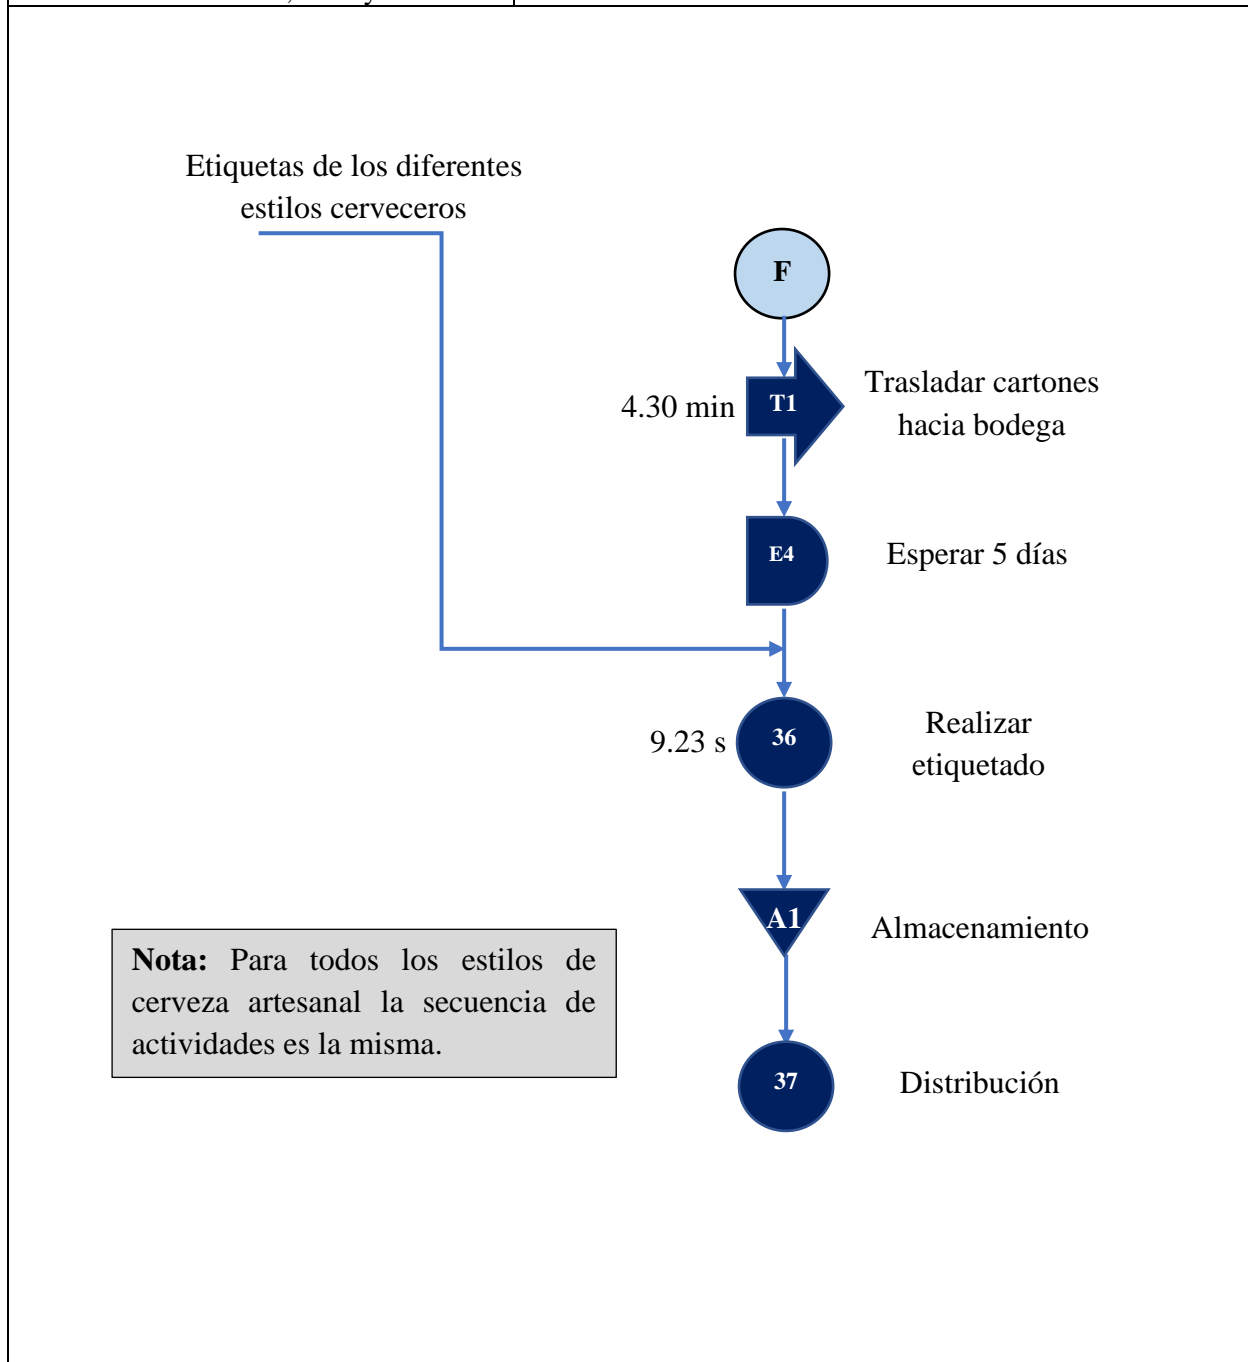 Etiquetas de los diferentes
estilos cerveceros
F
4.30 min
T1
Trasladar cartones
hacia bodega
E4
Esperar 5 días
9.23 s
36
Realizar
etiquetado
A1
Almacenamiento
Nota: Para todos los estilos de
cerveza artesanal la secuencia de
actividades es la misma.
37
Distribución